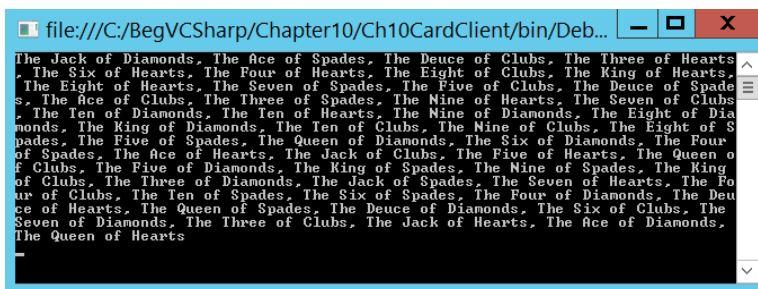 file:///C:/BegVCSharp/Chapter10/Ch10CardClient/bin/Deb...
The Jack of Diamonds, The Ace of Spades, The Deuce of Clubs, The Three of Hearts
, The Six of Hearts, The Four of Hearts, The Eight of Clubs, The King of Hearts,
The Eight of Hearts, The Seven of Spades, The Five of Clubs, The Deuce of Spade
s, The Ace of Clubs, The Three of Spades, The Nine of Hearts, The Seven of Clubs
, The Ten of Diamonds, The Ten of Hearts, The Nine of Diamonds, The Eight of Dia
monds, The King of Diamonds, The Ten of Clubs, The Nine of Clubs, The Eight of S
pades, The Five of Spades, The Queen of Diamonds, The Six of Diamonds, The Four
of Spades, The Ace of Hearts, The Jack of Clubs, The Five of Hearts, The Queen o
f Clubs, The Five of Diamonds, The King of Spades, The Nine of Spades, The King
of Clubs, The Three of Diamonds, The Jack of Spades, The Seven of Hearts, The Fo
ur of Clubs, The Ten of Spades, The Six of Spades, The Four of Diamonds, The Deu
ce of Hearts, The Queen of Spades, The Deuce of Diamonds, The Six of Clubs, The
Seven of Diamonds, The Three of Clubs, The Jack of Hearts, The Ace of Diamonds,
The Queen of Hearts